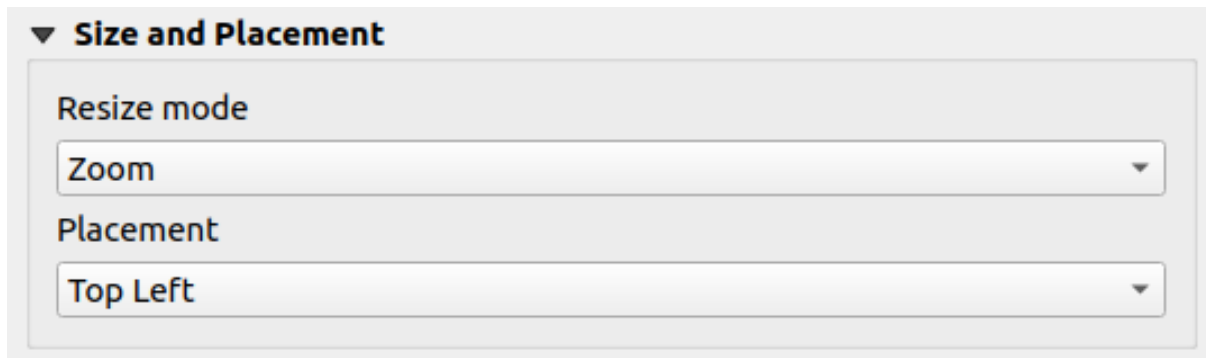 Size and Placement
Resize mode
Zoom
Placement
Top Left